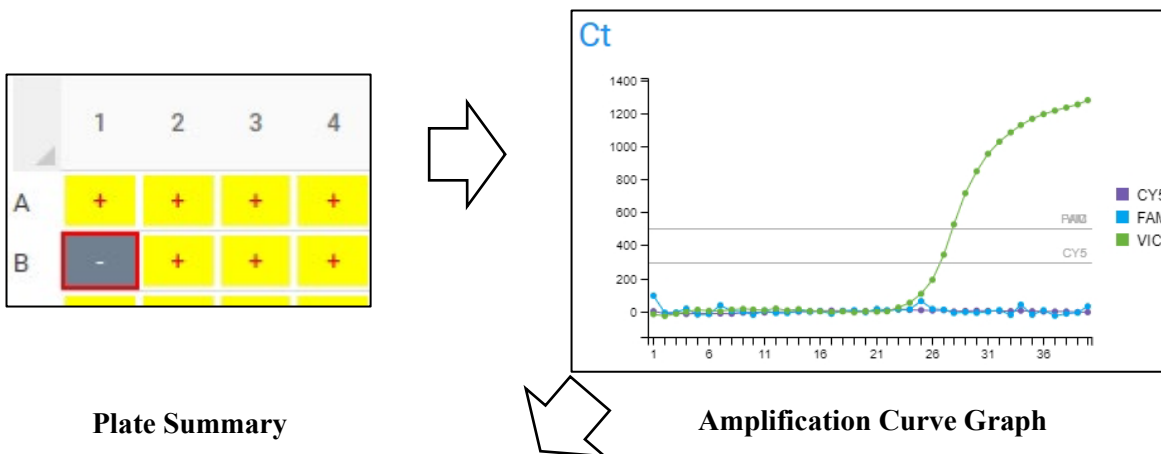 Ct
1 2 3 4
A + + + +
B - + + +
1400
1200
1000
800
600
400
200
0
CY5
1 6 11 16 21 26 31 36
CY5
FAM
VIC
Plate Summary
Amplification Curve Graph